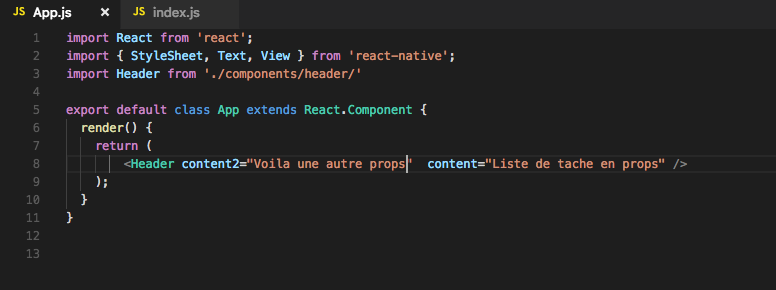 JS App.js × JS index.js
1 import React from 'react';
2 import { StyleSheet, Text, View } from 'react-native';
3 import Header from './components/header/'
4
5 export default class App extends React.Component {
6 render() {
7 return (
8 <Header content2="Voila une autre props"  content="Liste de tache en props" />
9 );
10 }
11 }
12
13